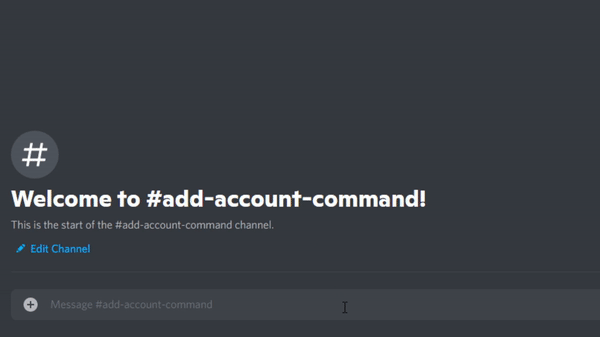 #
Welcome to #add-account-command!
This is the start of the #add-account-command channel.
Edit Channel
Message #add-account-command